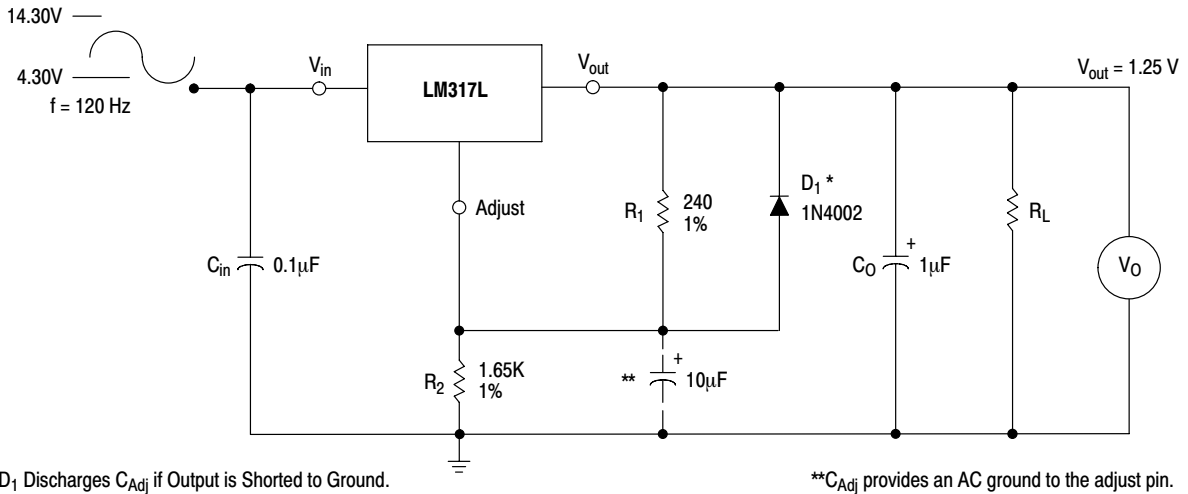 14.30V
4.30V
f = 120 Hz
Vin
LM317L
Vout
Vout = 1.25 V
Adjust
Cin
0.1μF
R1
240
1%
D1 *
1N4002
CO
+
1μF
RL
VO
R2
1.65K
1%
**
+
10μF
D1 Discharges CAdj if Output is Shorted to Ground.
**CAdj provides an AC ground to the adjust pin.